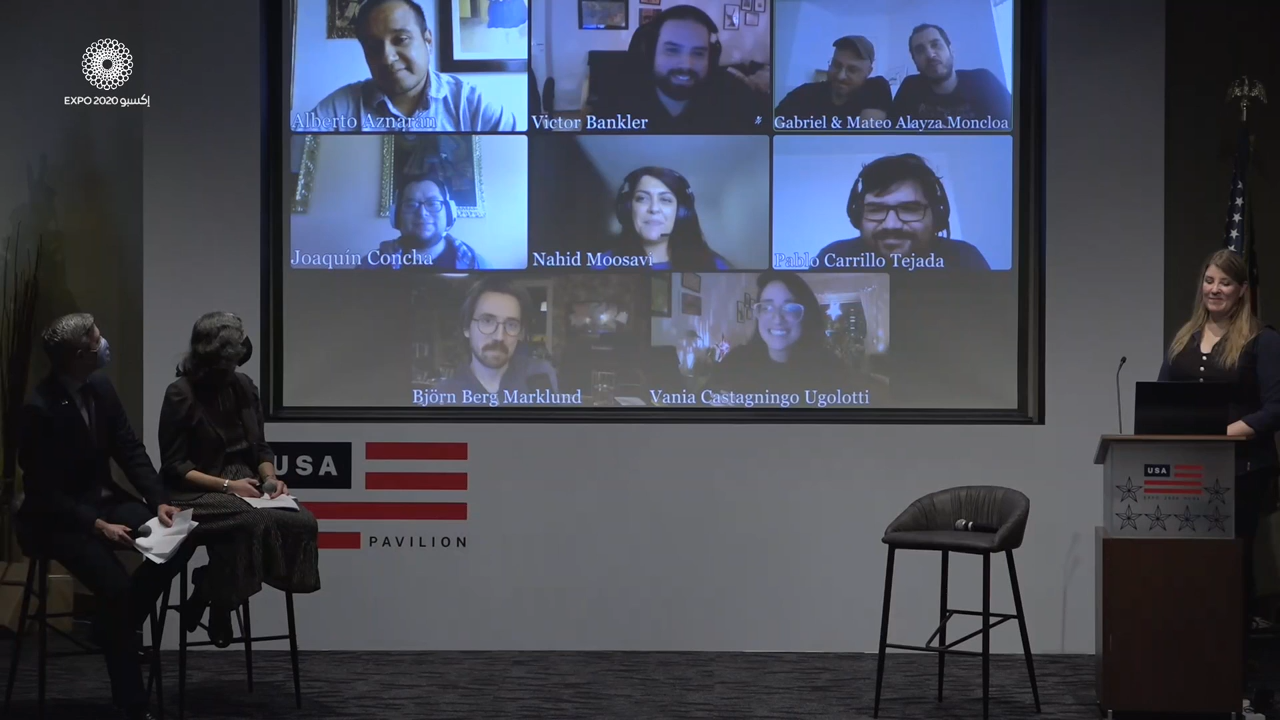 EXPO 2020 إكسبو
Alberto Aznarán
Victor Bankler
Gabriel & Mateo Alayza Moncloa
Joaquín Concha
Nahid Moosavi
Pablo Carrillo Tejada
Björn Berg Marklund
Vania Castagningo Ugolotti
USA
PAVILION
USA